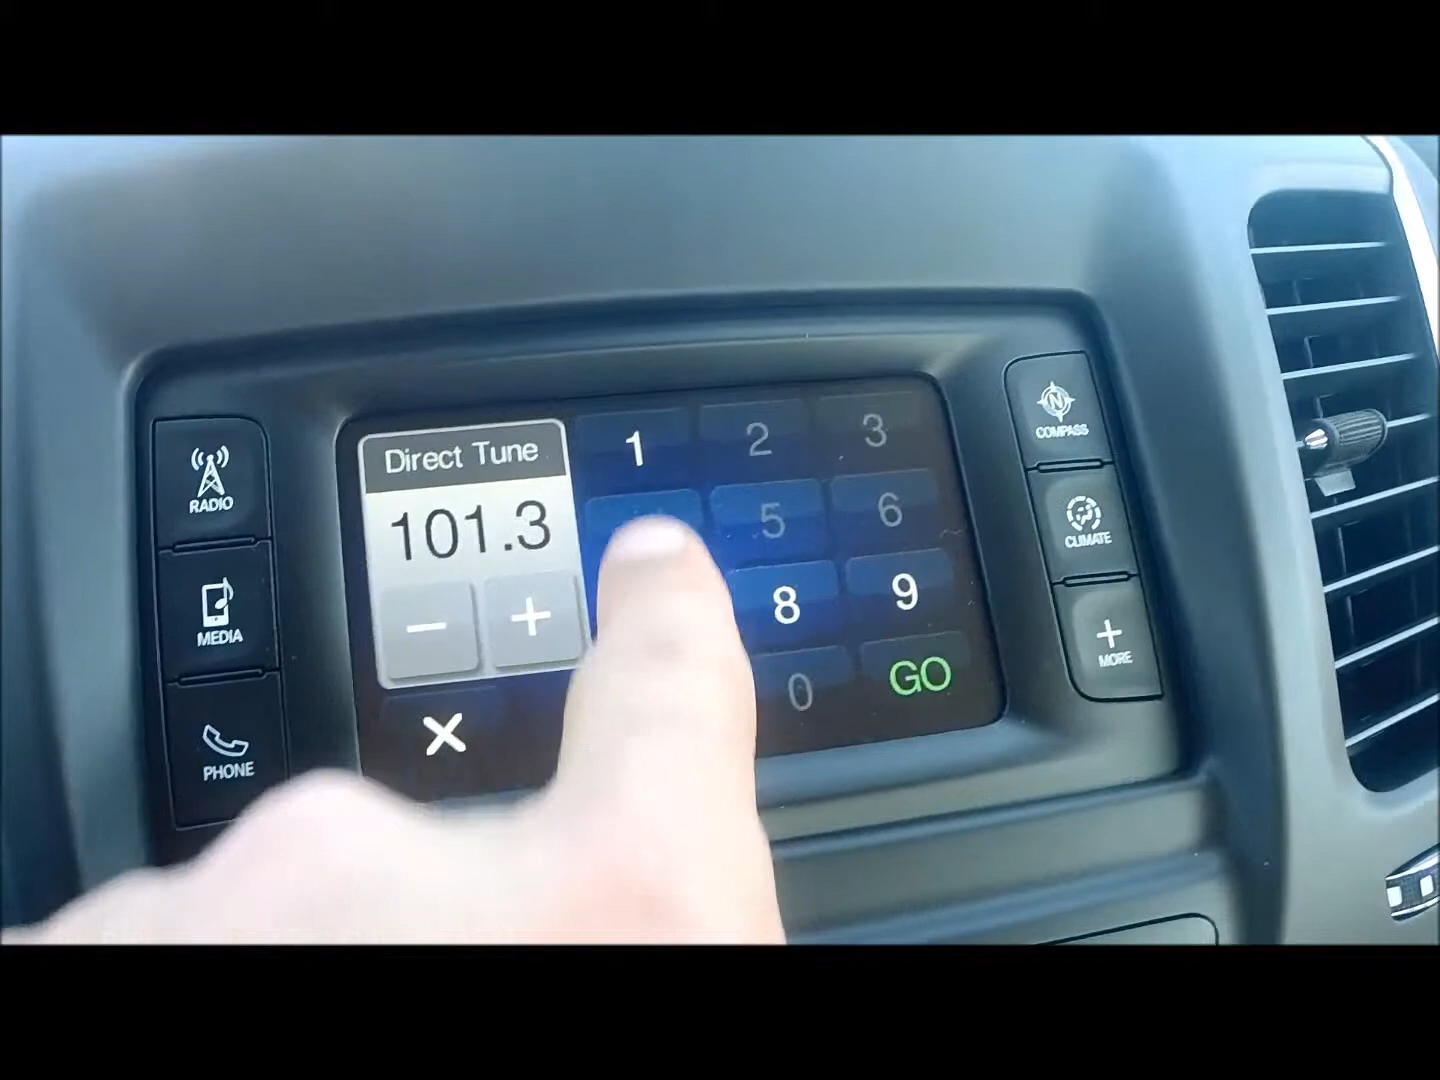 RADIO
MEDIA
PHONE
Direct Tune
101.3
− +
1 2 3
5 6
8 9
0 GO
X
N
COMPASS
CLIMATE
+
MORE